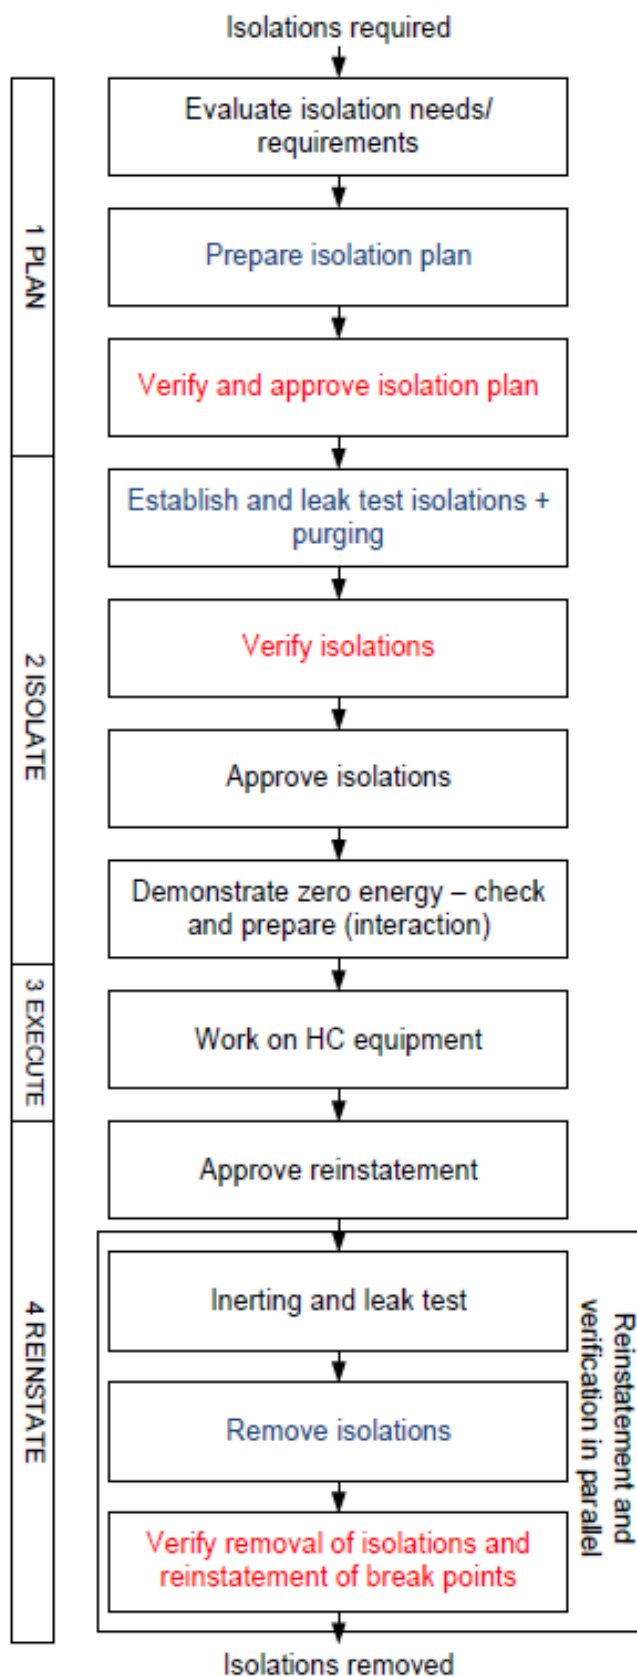 Isolations required
1 PLAN
Evaluate isolation needs/
requirements
Prepare isolation plan
Verify and approve isolation plan
2 ISOLATE
Establish and leak test isolations +
purging
Verify isolations
Approve isolations
Demonstrate zero energy – check
and prepare (interaction)
3 EXECUTE
Work on HC equipment
4 REINSTATE
Approve reinstatement
Reinstatement and
verification in parallel
Inerting and leak test
Remove isolations
Verify removal of isolations and
reinstatement of break points
Isolations removed